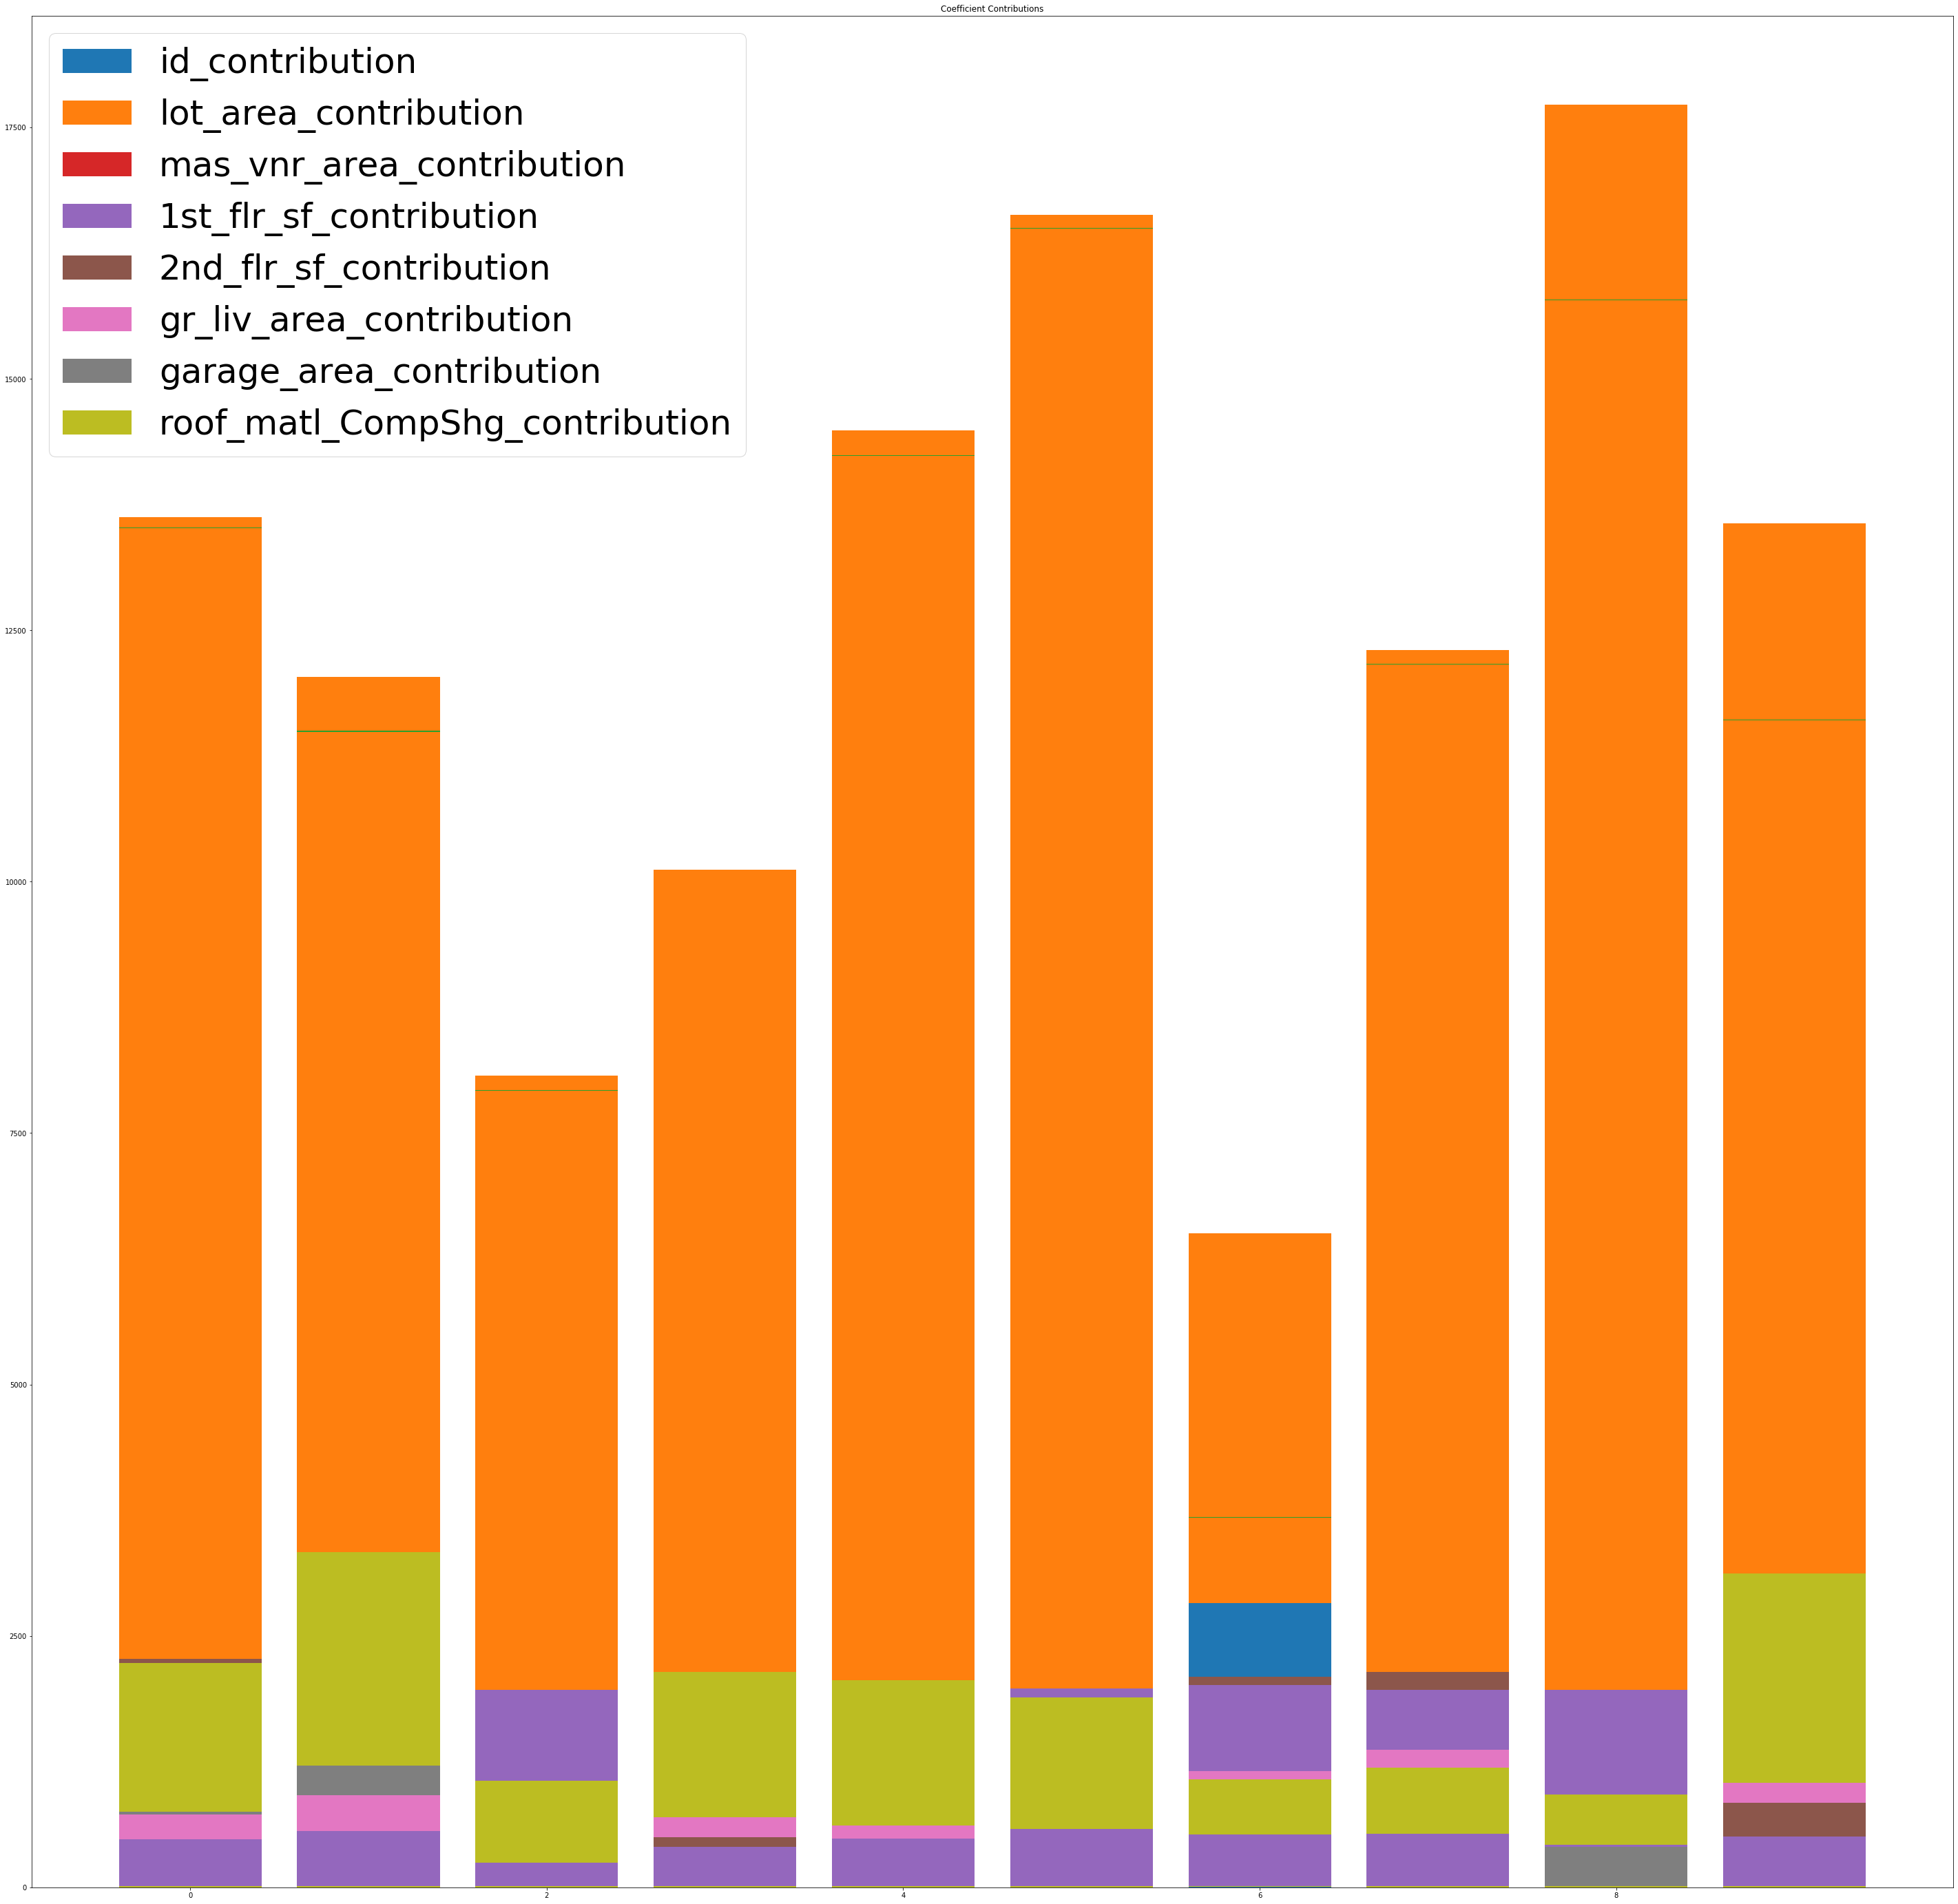 Coefficient Contributions
id_contribution
lot_area_contribution
mas_vnr_area_contribution
1st_flr_sf_contribution
2nd_flr_sf_contribution
gr_liv_area_contribution
garage_area_contribution
roof_matl_CompShg_contribution
17500
15000
12500
10000
7500
5000
2500
0
0 2 4 6 8